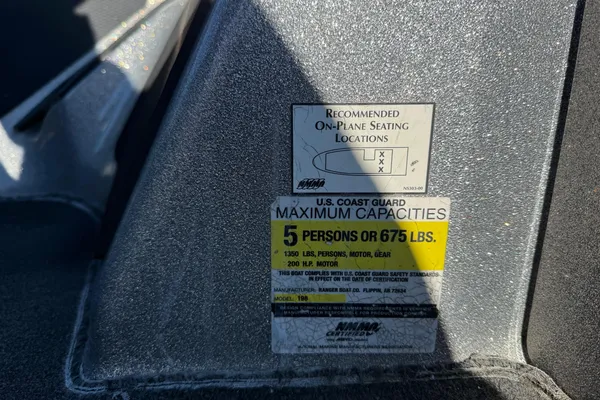 RECOMMENDED
ON-PLANE SEATING
LOCATIONS
X
X
X
NMMA
U.S. COAST GUARD
MAXIMUM CAPACITIES
5 PERSONS OR 675 LBS.
1350 LBS, PERSONS, MOTOR, GEAR
200 H.P. MOTOR
THIS BOAT COMPLIES WITH U.S. COAST GUARD SAFETY STANDARDS
IN EFFECT ON THE DATE OF CERTIFICATION
MANUFACTURER: RANGER BOAT CO. FLIPPIN, AR 72634
MODEL: 198
NMMA
CERTIFIED